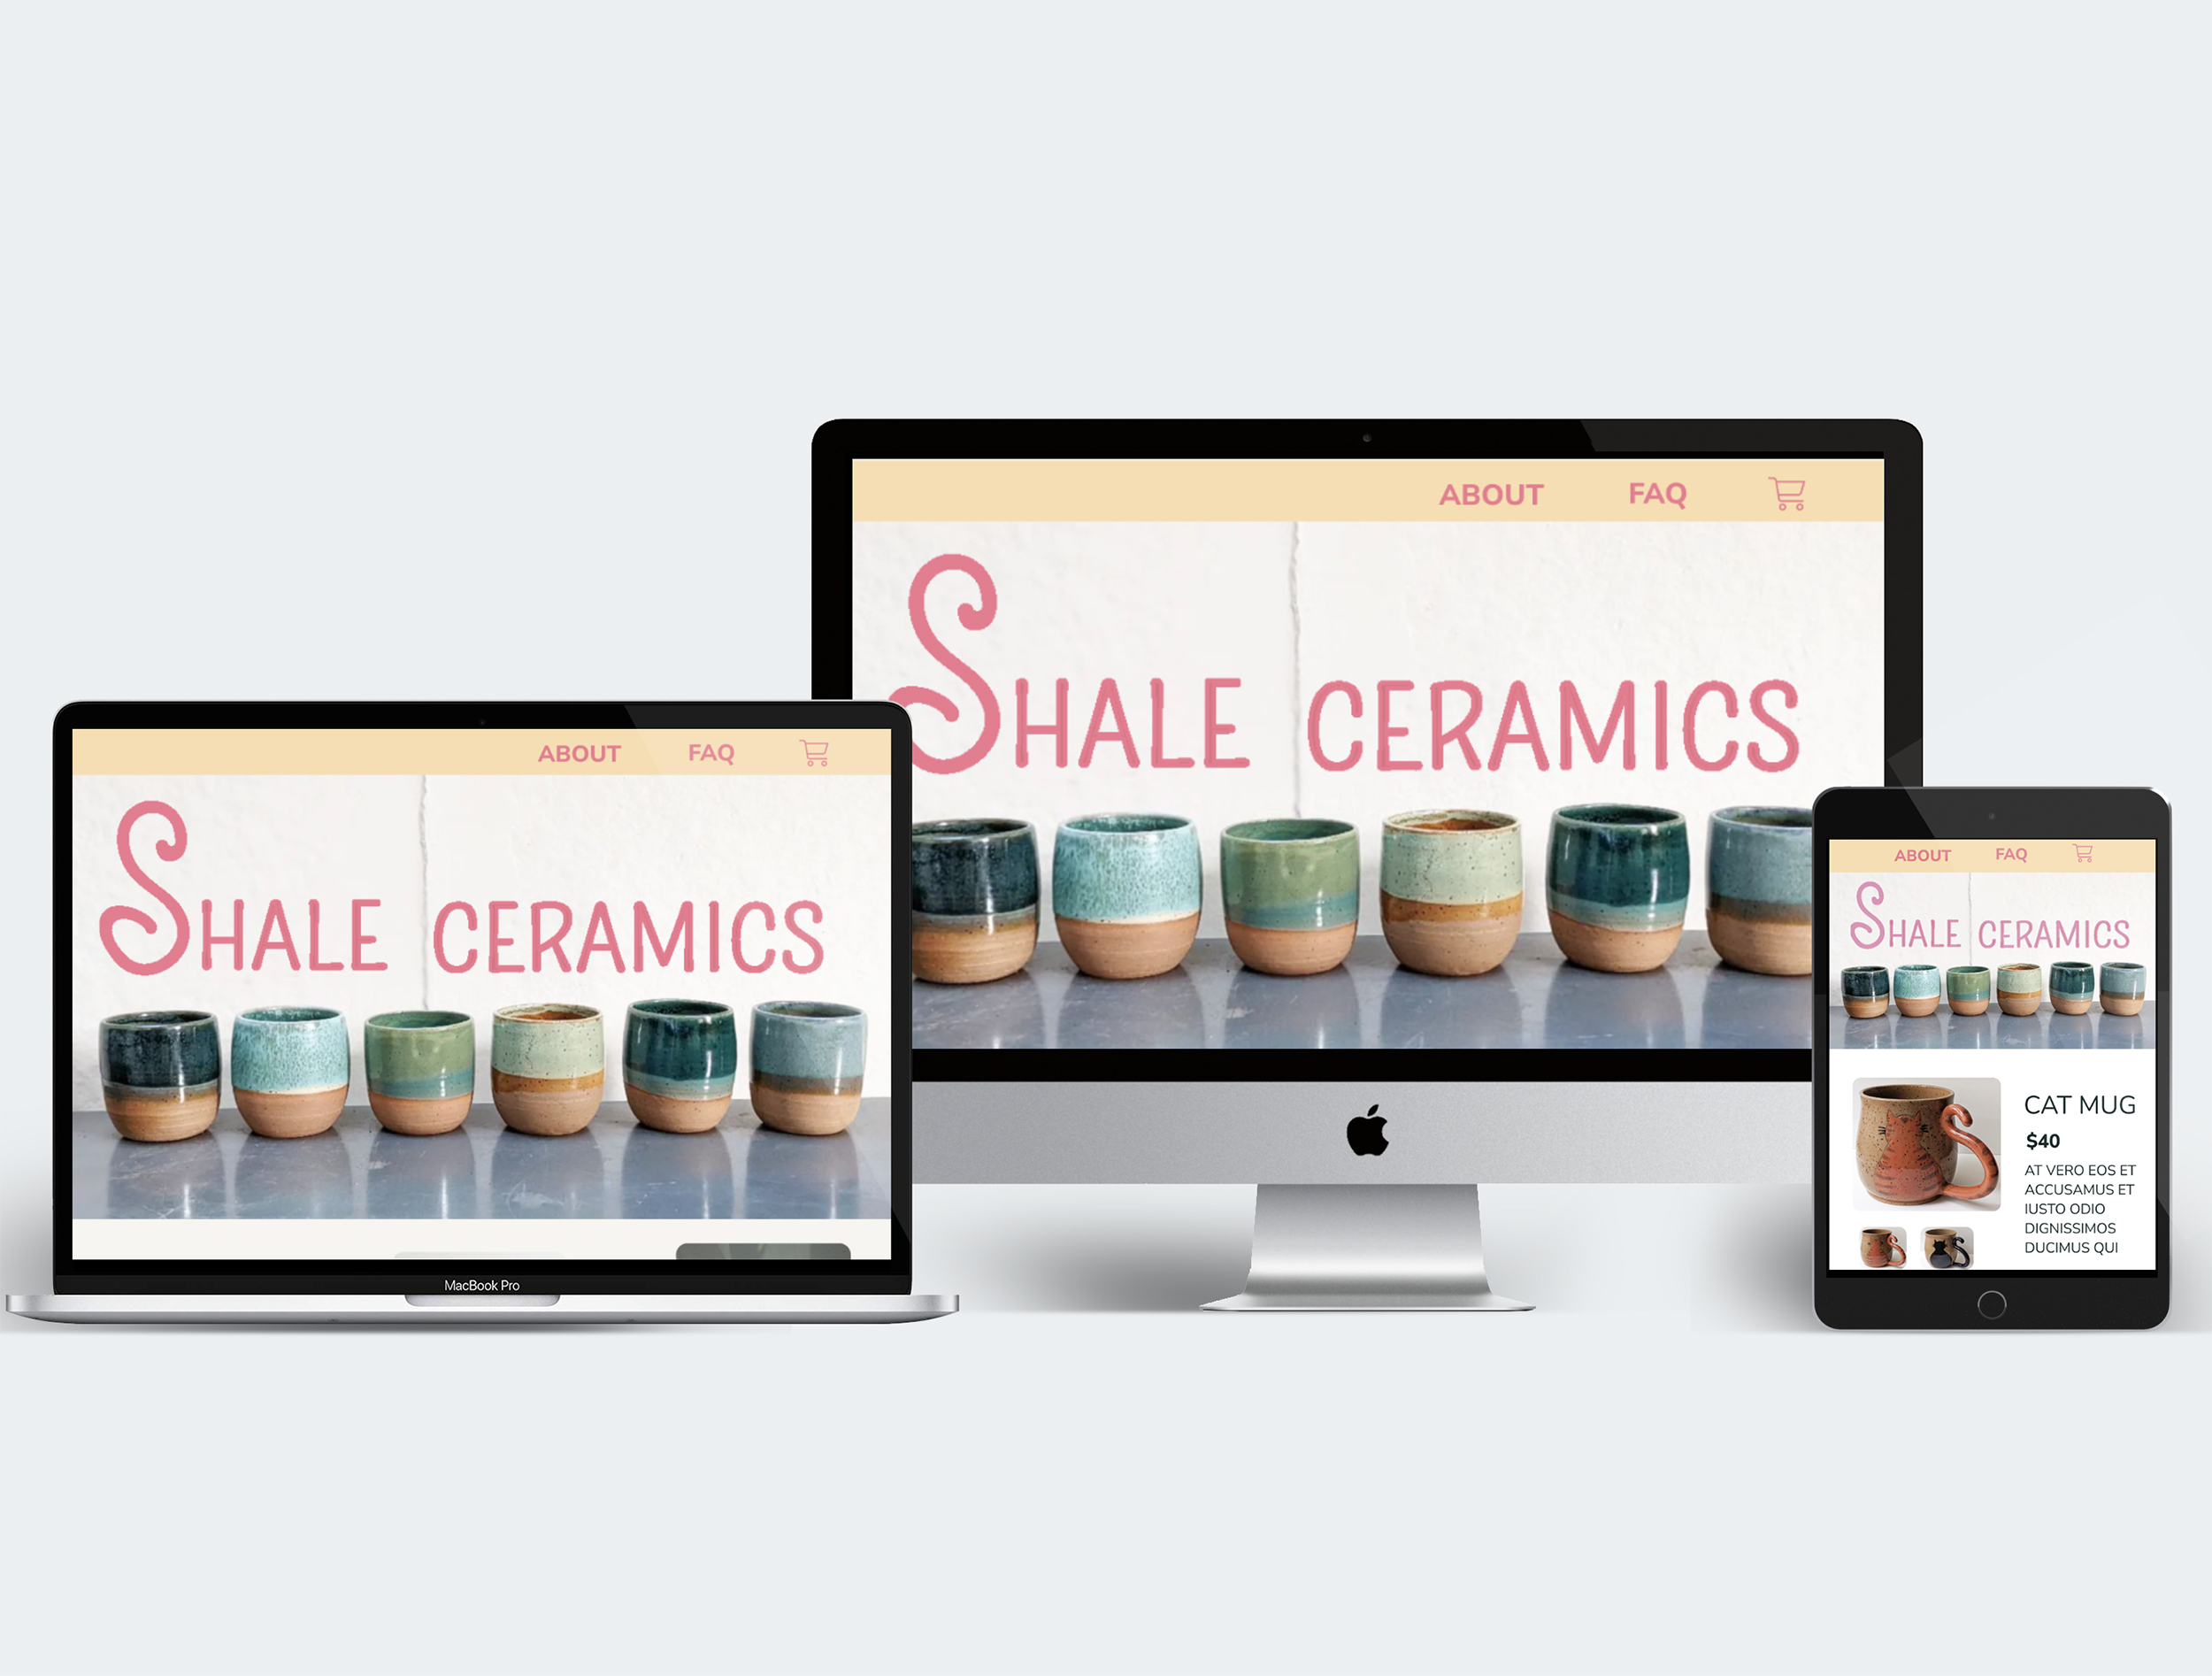 ABOUT FAQ
SHALE CERAMICS
ABOUT FAQ
SHALE CERAMICS
MacBook Pro
ABOUT FAQ
SHALE CERAMICS
CAT MUG
$40
AT VERO EOS ET
ACCUSAMUS ET
IUSTO ODIO
DIGNISSIMOS
DUCIMUS QUI